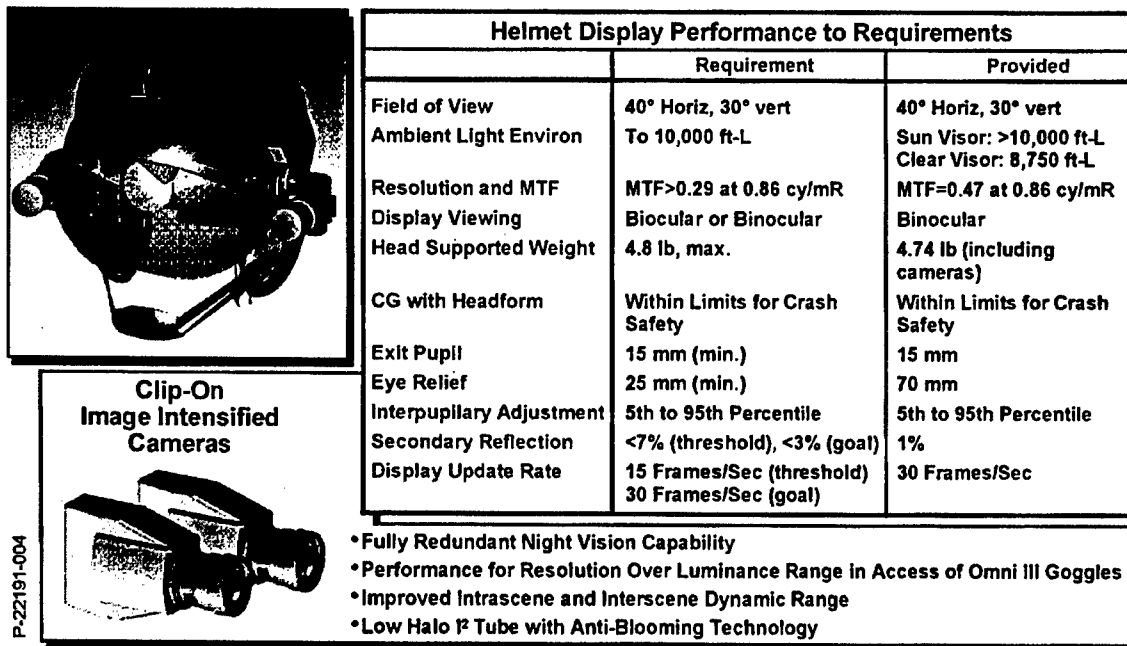 Helmet Display Performance to Requirements
Requirement Provided
Field of View 40° Horiz, 30° vert 40° Horiz, 30° vert
Ambient Light Environ To 10,000 ft-L Sun Visor: >10,000 ft-L
Clear Visor: 8,750 ft-L
Resolution and MTF MTF>0.29 at 0.86 cy/mR MTF=0.47 at 0.86 cy/mR
Display Viewing Biocular or Binocular Binocular
Head Supported Weight 4.8 lb, max. 4.74 lb (including
cameras)
CG with Headform Within Limits for Crash Within Limits for Crash
Safety Safety
Exit Pupil 15 mm (min.) 15 mm
Eye Relief 25 mm (min.) 70 mm
Interpupilary Adjustment 5th to 95th Percentile 5th to 95th Percentile
Secondary Reflection <7% (threshold), <3% (goal) 1%
Display Update Rate 15 Frames/Sec (threshold) 30 Frames/Sec
30 Frames/Sec (goal)
Clip-On
Image Intensified
Cameras
•Fully Redundant Night Vision Capability
•Performance for Resolution Over Luminance Range in Access of Omni III Goggles
•Improved Intrascene and Interscene Dynamic Range
•Low Halo I² Tube with Anti-Blooming Technology
P-22191-004